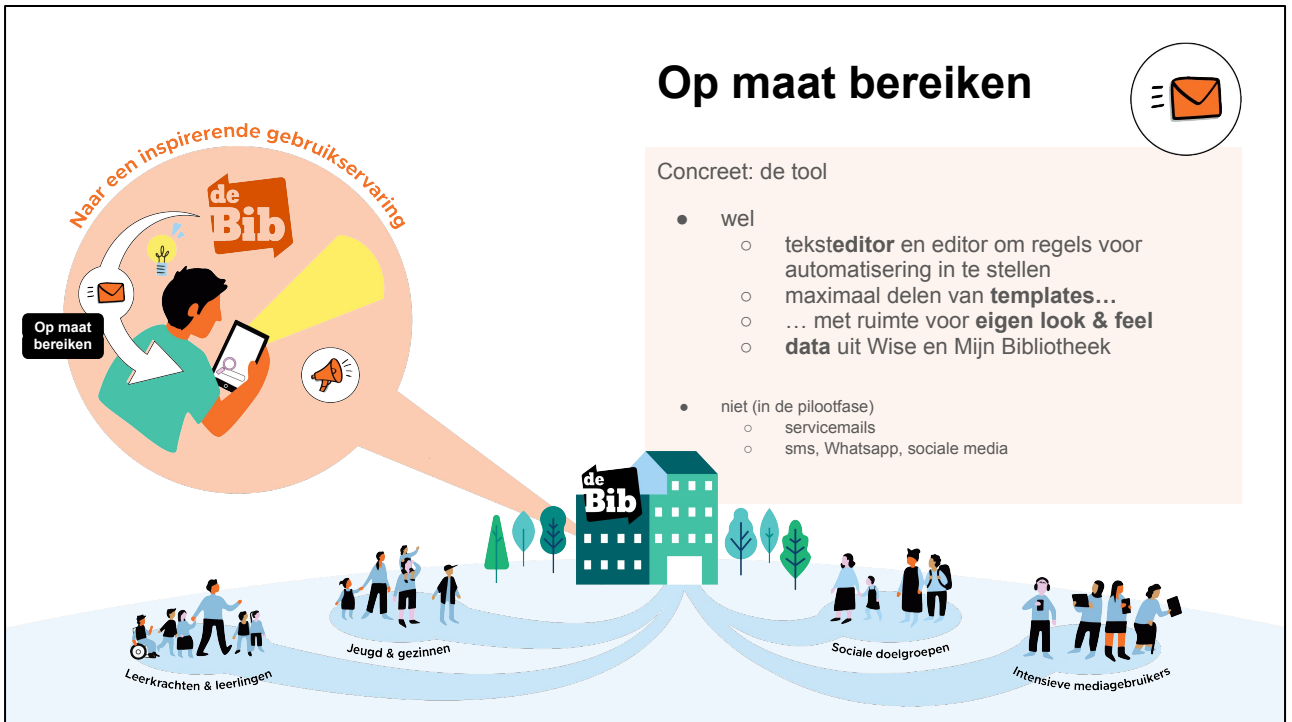 Op maat bereiken
Naar een inspirerende gebruikservaring
de
Bib
Op maat
bereiken
Concreet: de tool
● wel
○ teksteditor en editor om regels voor
automatisering in te stellen
○ maximaal delen van templates…
○ … met ruimte voor eigen look & feel
○ data uit Wise en Mijn Bibliotheek
● niet (in de pilootfase)
○ servicemails
○ sms, Whatsapp, sociale media
de
Bib
Leerkrachten & leerlingen
Jeugd & gezinnen
Sociale doelgroepen
Intensieve mediagebruikers